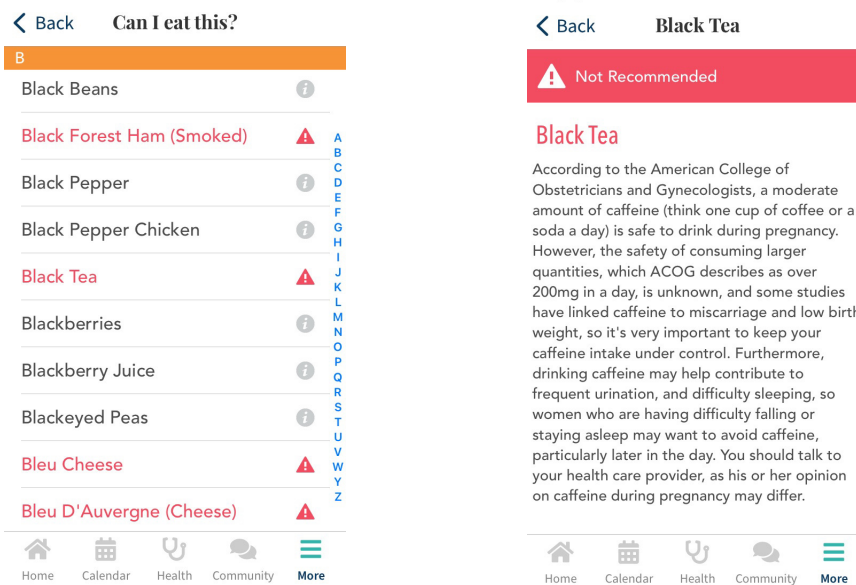 Back Can I eat this?
B
Black Beans
Black Forest Ham (Smoked)
Black Pepper
Black Pepper Chicken
Black Tea
Blackberries
Blackberry Juice
Blackeyed Peas
Bleu Cheese
Bleu D'Auvergne (Cheese)
A
B
C
D
E
F
G
H
I
J
K
L
M
N
O
P
Q
R
S
T
U
V
W
Y
Z
Home Calendar Health Community More
Back Black Tea
Not Recommended
Black Tea
According to the American College of
Obstetricians and Gynecologists, a moderate
amount of caffeine (think one cup of coffee or a
soda a day) is safe to drink during pregnancy.
However, the safety of consuming larger
quantities, which ACOG describes as over
200mg in a day, is unknown, and some studies
have linked caffeine to miscarriage and low birth
weight, so it's very important to keep your
caffeine intake under control. Furthermore,
drinking caffeine may help contribute to
frequent urination, and difficulty sleeping, so
women who are having difficulty falling or
staying asleep may want to avoid caffeine,
particularly later in the day. You should talk to
your health care provider, as his or her opinion
on caffeine during pregnancy may differ.
Home Calendar Health Community More